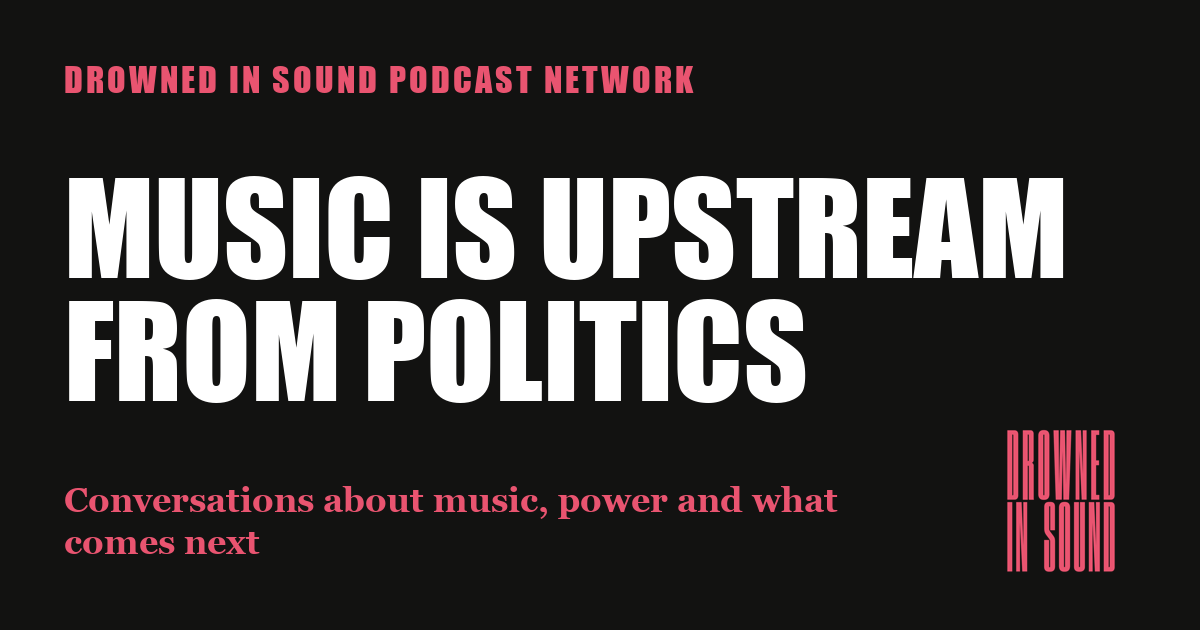 DROWNED IN SOUND PODCAST NETWORK
MUSIC IS UPSTREAM
FROM POLITICS
Conversations about music, power and what
comes next
DROWNED
IN SOUND